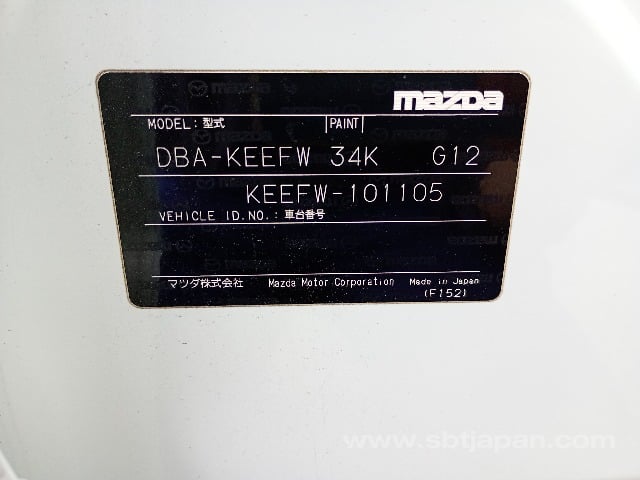 mazda
MODEL : 型式 PAINT
DBA-KEEFW 34K G12
KEEFW-101105
VEHICLE ID.NO. : 車台番号
マツダ株式会社 Mazda Motor Corporation Made in Japan
(F152)
www.sbtjapan.com